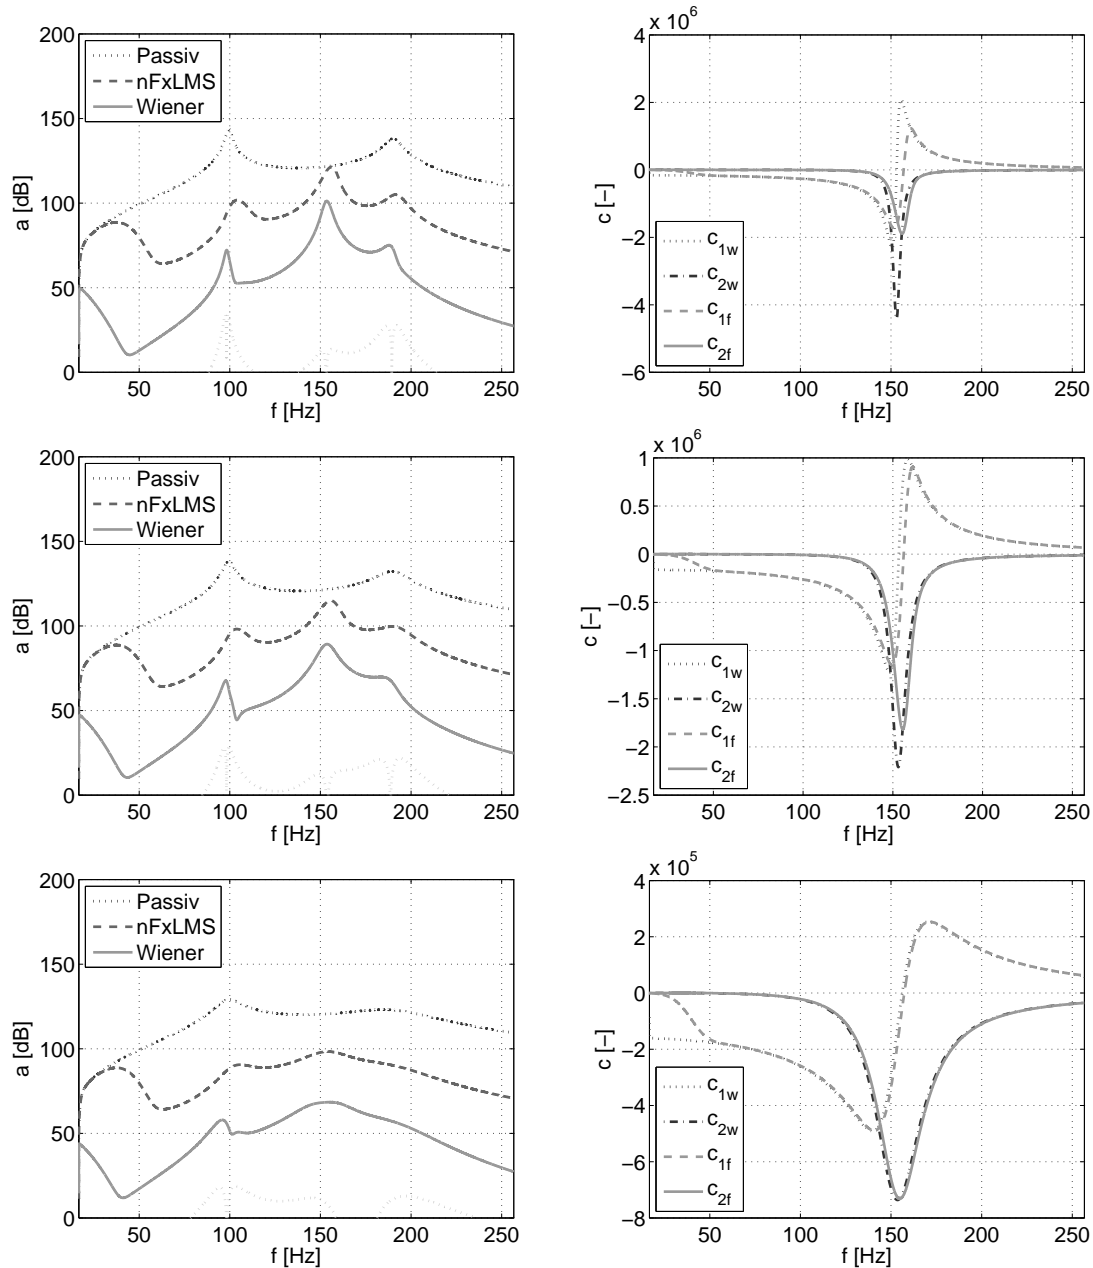 200
150
100
50
0
a [dB]
Passiv
nFxLMS
Wiener
50 100 150 200 250
f [Hz]
x 10^6
4
2
0
−2
−4
−6
c [−]
c_1w
c_2w
c_1f
c_2f
50 100 150 200 250
f [Hz]
200
150
100
50
0
a [dB]
Passiv
nFxLMS
Wiener
50 100 150 200 250
f [Hz]
x 10^6
1
0.5
0
−0.5
−1
−1.5
−2
−2.5
c [−]
c_1w
c_2w
c_1f
c_2f
50 100 150 200 250
f [Hz]
200
150
100
50
0
a [dB]
Passiv
nFxLMS
Wiener
50 100 150 200 250
f [Hz]
x 10^5
4
2
0
−2
−4
−6
−8
c [−]
c_1w
c_2w
c_1f
c_2f
50 100 150 200 250
f [Hz]